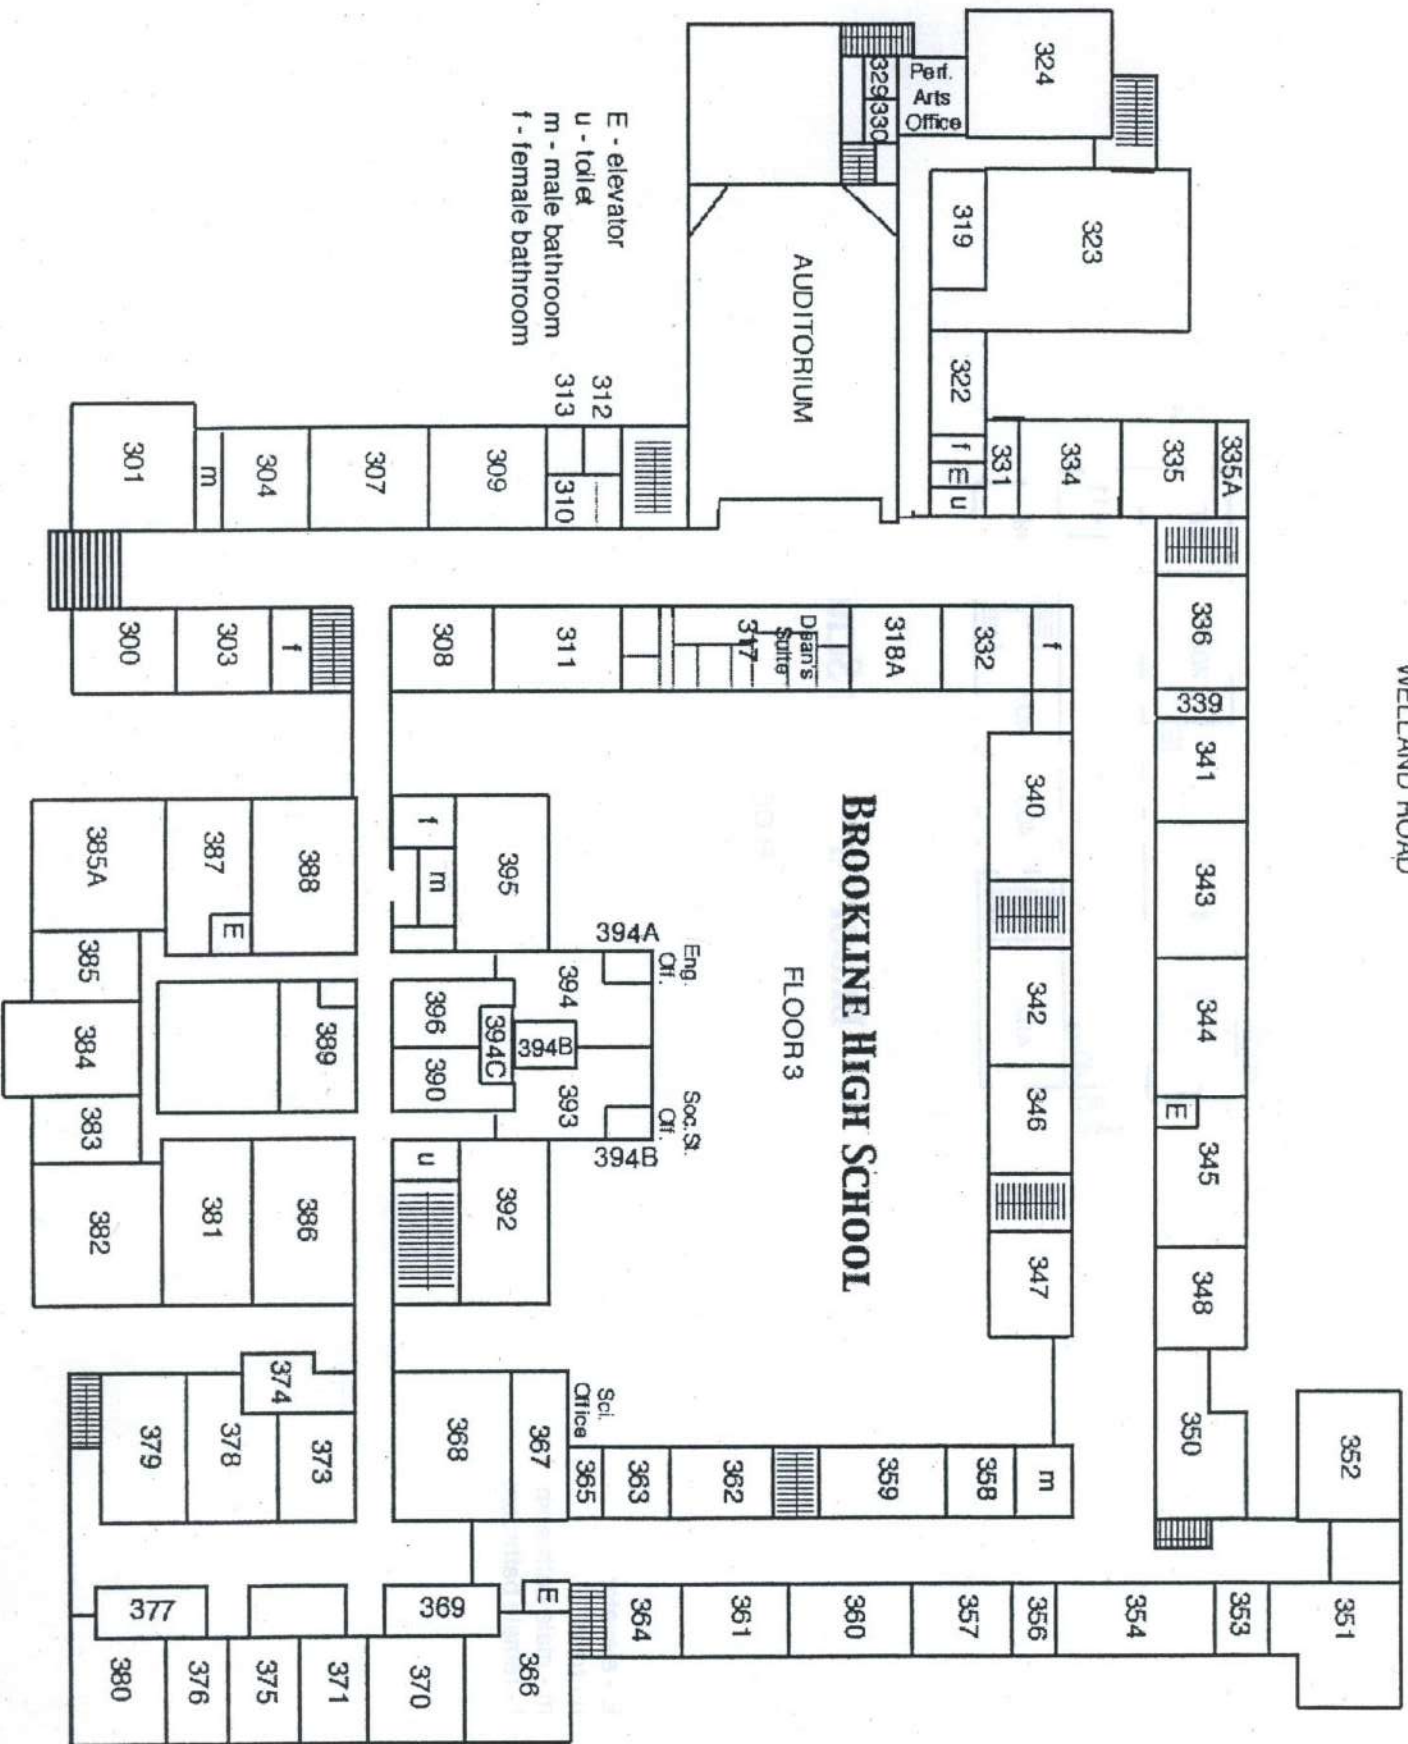 WELLAND ROAD
352
351
335A
336
339
341
343
344
E
345
348
350
353
335
354
324
323
334
f
340
342
346
347
m
356
331
332
358
357
Perf.
Arts
Office
319
322
f
E
u
318A
359
360
329
330
AUDITORIUM
Dean's
Suite
317
BROOKLINE HIGH SCHOOL
FLOOR 3
362
361
Eng.
Off.
Soc.St.
Off.
363
364
394A
394B
Sci.
Office
365
E - elevator
u - toilet
m - male bathroom
f - female bathroom
312
313
310
311
394
394B
393
E
309
308
395
394C
392
367
366
307
f
m
396
390
u
368
369
370
304
f
388
389
386
373
371
m
303
387
E
381
374
378
375
301
300
385A
385
384
383
382
379
377
376
380